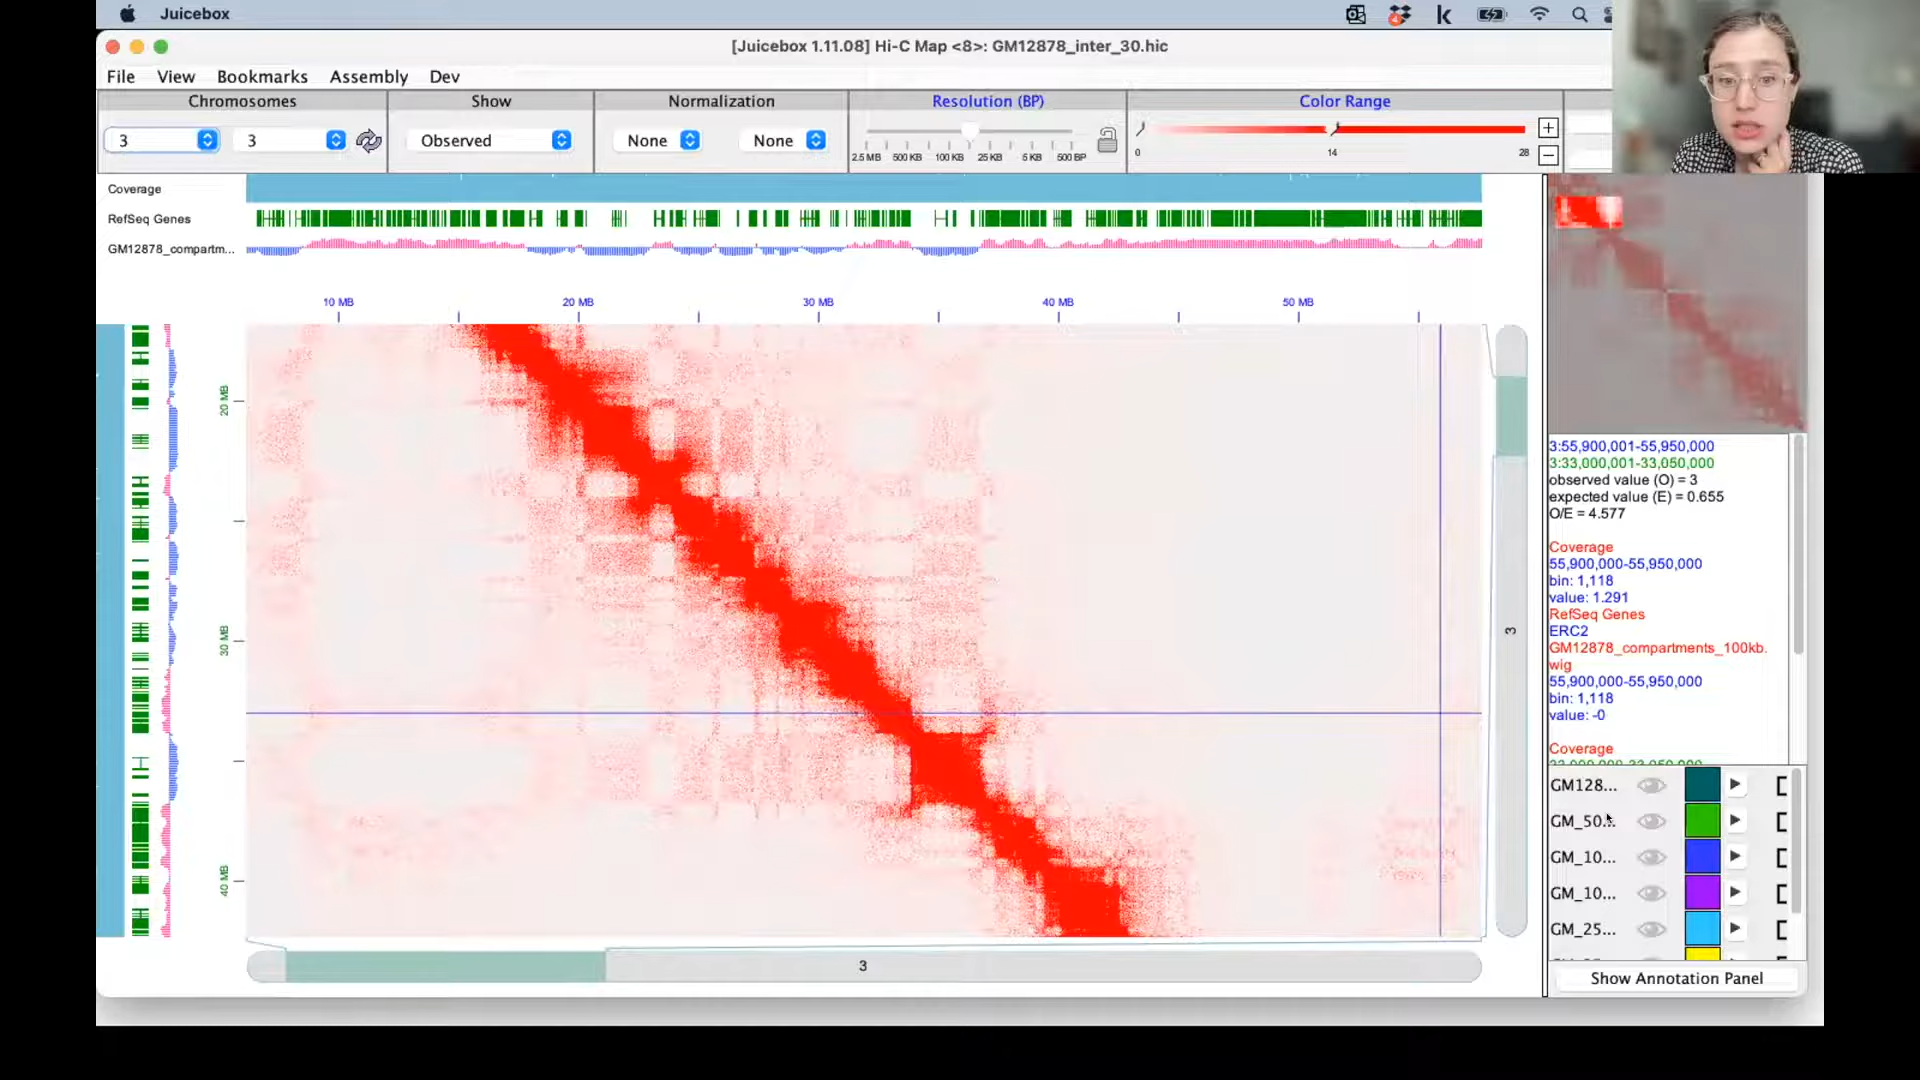 Juicebox
[Juicebox 1.11.08] Hi-C Map <8>: GM12878_inter_30.hic
File View Bookmarks Assembly Dev
Chromosomes Show Normalization Resolution (BP) Color Range
3 3 Observed None None
2.5 MB 500 KB 100 KB 25 KB 5 KB 500 BP
0 14 28
+
−
Coverage
RefSeq Genes
GM12878_compartm...
10 MB 20 MB 30 MB 40 MB 50 MB
20 MB
30 MB
40 MB
3
3
3:55,900,001-55,950,000
3:33,000,001-33,050,000
observed value (O) = 3
expected value (E) = 0.655
O/E = 4.577
Coverage
55,900,000-55,950,000
bin: 1,118
value: 1.291
RefSeq Genes
ERC2
GM12878_compartments_100kb.
wig
55,900,000-55,950,000
bin: 1,118
value: -0
Coverage
GM128...
GM_50...
GM_10...
GM_10...
GM_25...
Show Annotation Panel